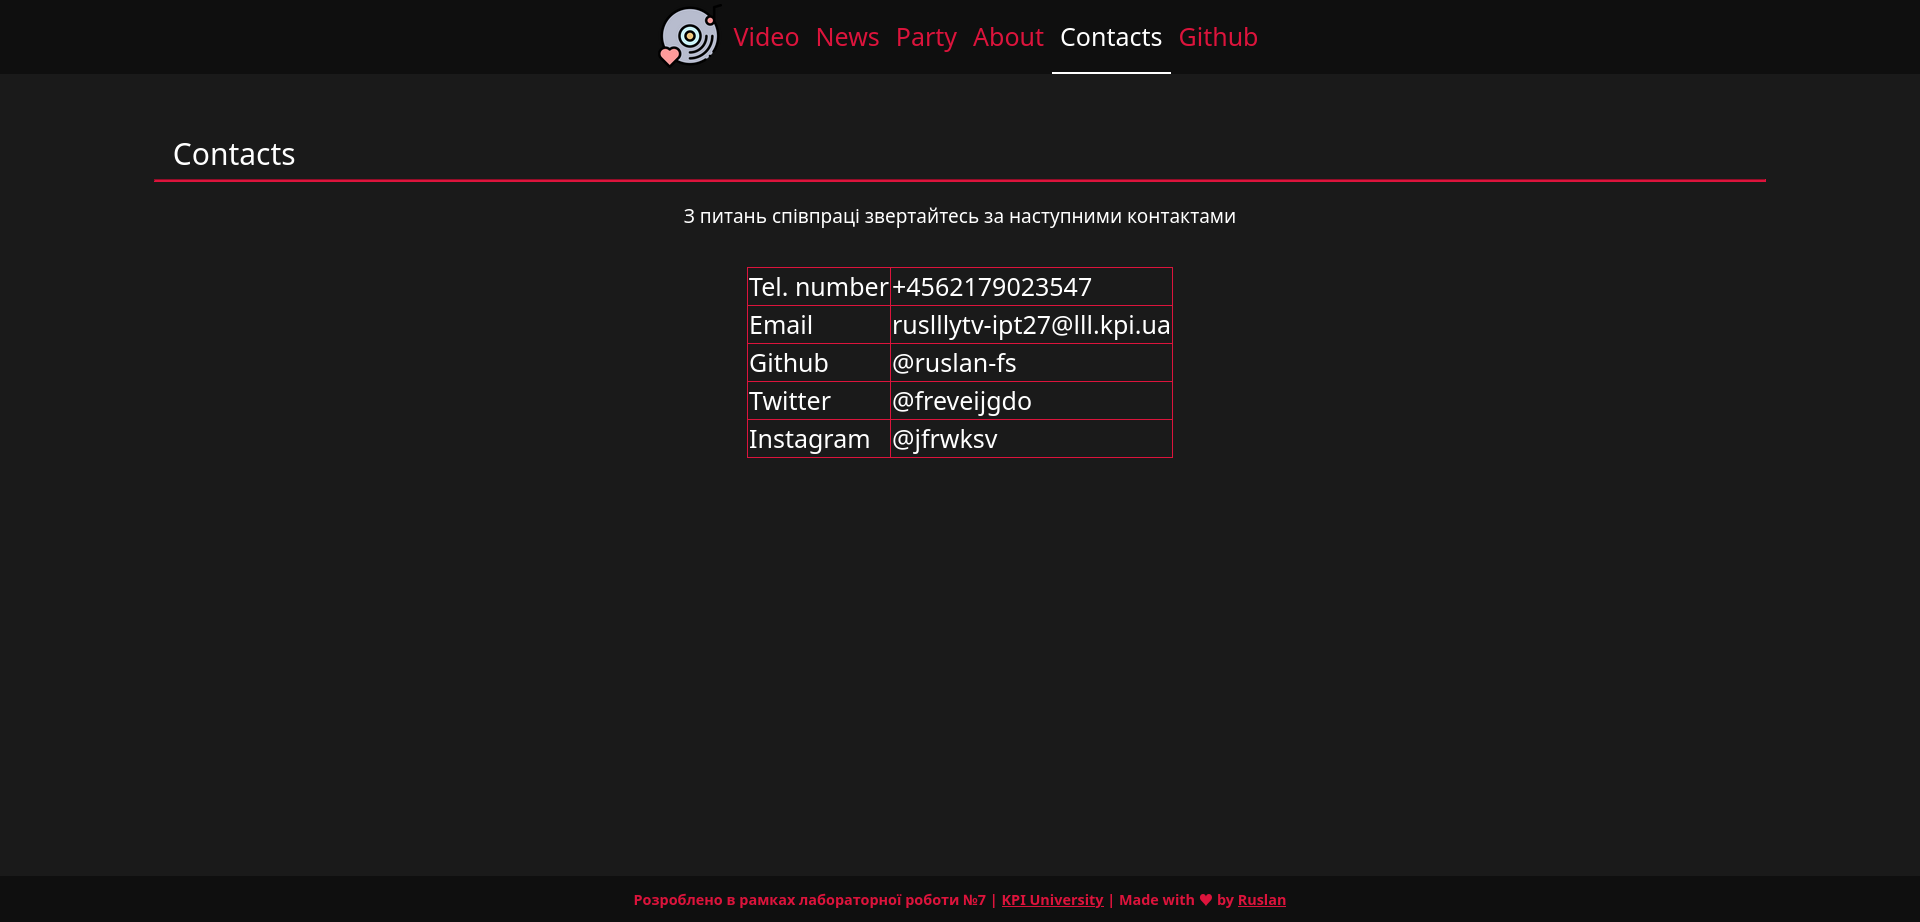 Video News Party About Contacts Github
Contacts
З питань співпраці звертайтесь за наступними контактами
Tel. number +4562179023547
Email ruslllytv-ipt27@lll.kpi.ua
Github @ruslan-fs
Twitter @freveijgdo
Instagram @jfrwksv
Розроблено в рамках лабораторної роботи №7 | KPI University | Made with ♥ by Ruslan